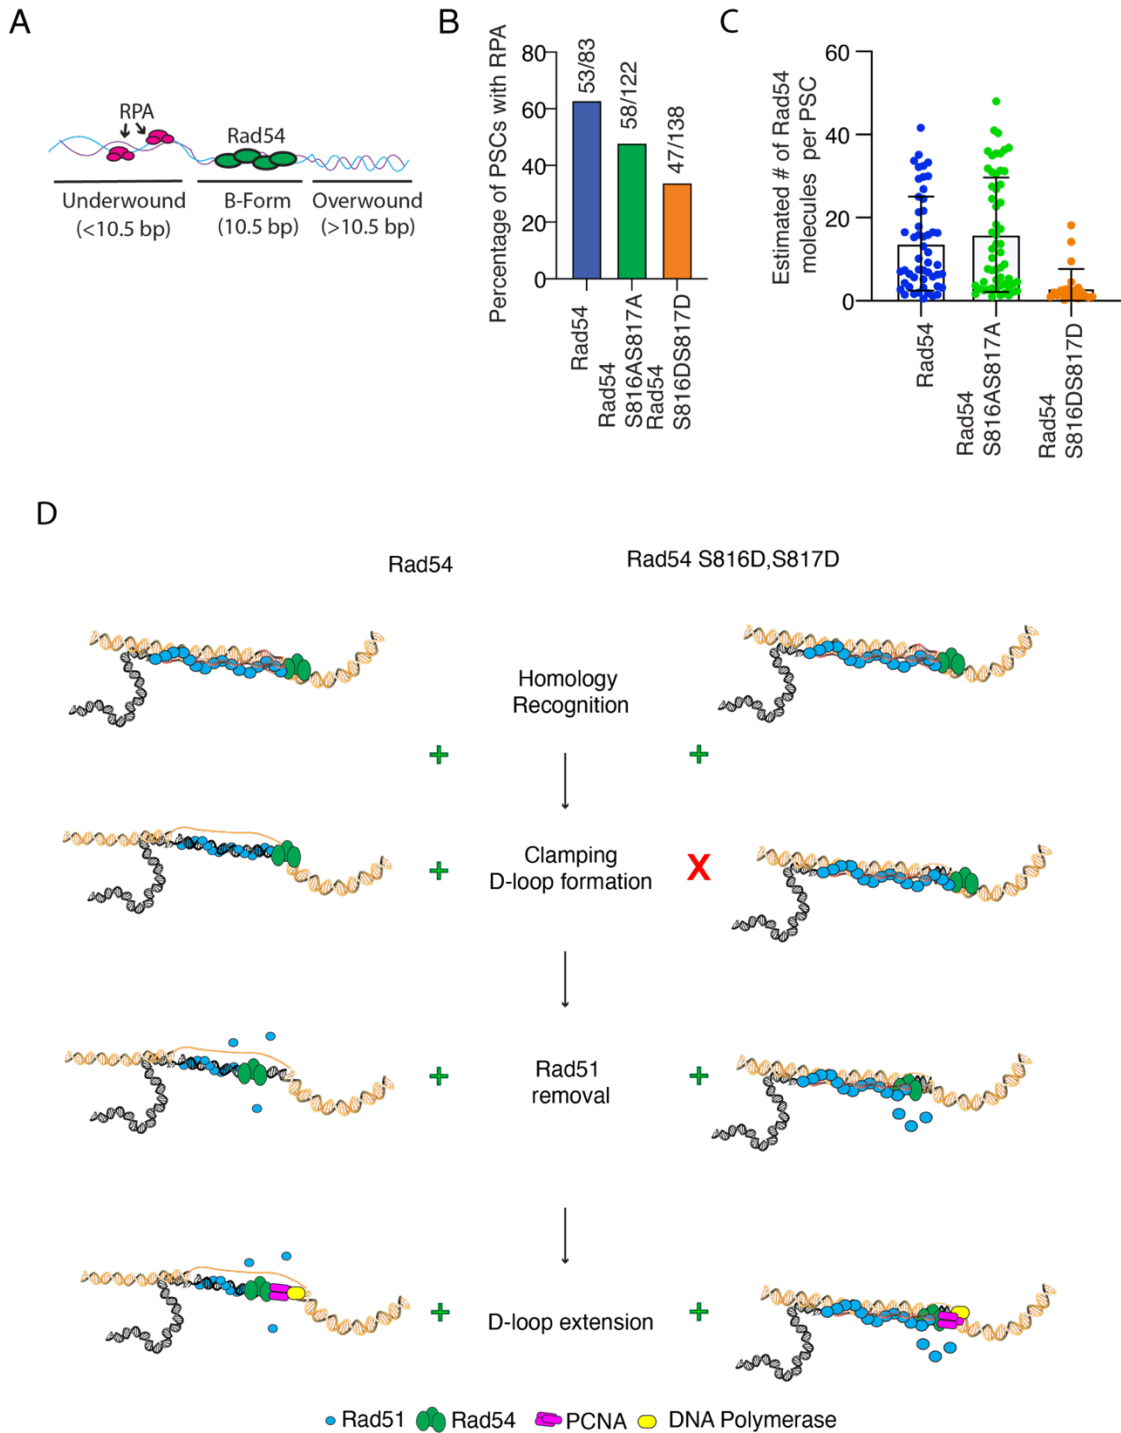 A
RPA
Rad54
Underwound
(<10.5 bp)
B-Form
(10.5 bp)
Overwound
(>10.5 bp)
B
Percentage of PSCs with RPA
80
60
40
20
0
53/83
58/122
47/138
Rad54
Rad54
S816AS817A
Rad54
S816DS817D
C
Estimated # of Rad54
molecules per PSC
60
40
20
0
Rad54
Rad54
S816AS817A
Rad54
S816DS817D
D
Rad54
Rad54 S816D,S817D
Homology
Recognition
+ +
Clamping
D-loop formation
+ X
Rad51
removal
+ +
D-loop extension
+ +
Rad51 Rad54 PCNA DNA Polymerase